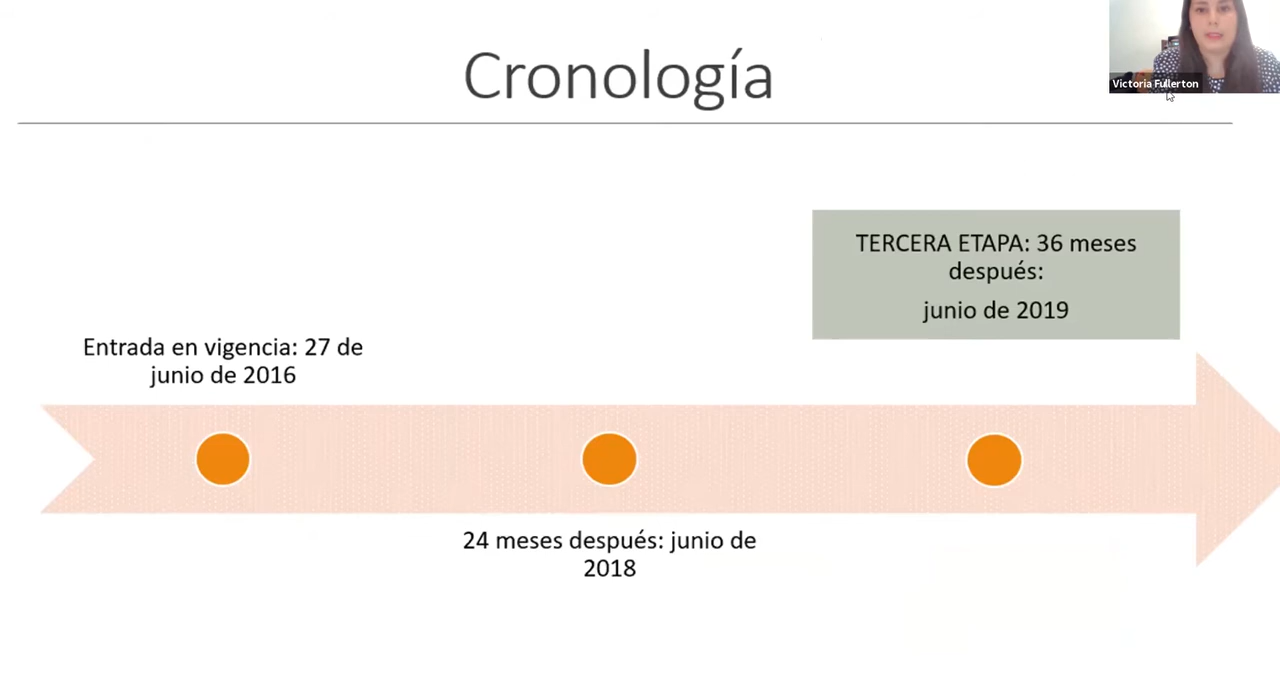 Cronología
Victoria Fullerton
TERCERA ETAPA: 36 meses
después:
junio de 2019
Entrada en vigencia: 27 de
junio de 2016
24 meses después: junio de
2018